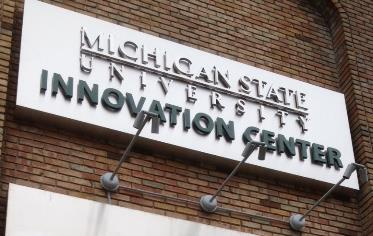 MICHIGAN STATE
UNIVERSITY
INNOVATION CENTER